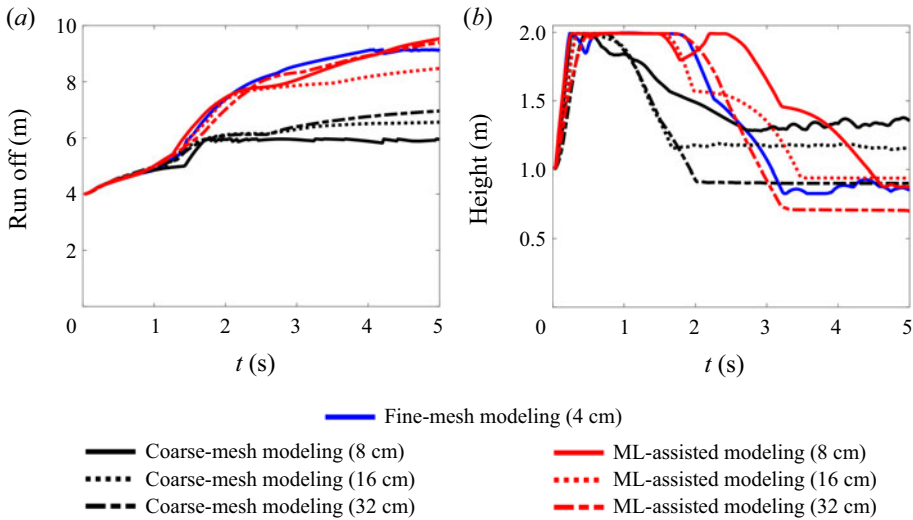 (a)
10
8
6
4
2
0
1
2
3
4
5
Run off (m)
t (s)
(b)
2.0
1.5
1.0
0.5
0
1
2
3
4
5
Height (m)
t (s)
Fine-mesh modeling (4 cm)
Coarse-mesh modeling (8 cm)
Coarse-mesh modeling (16 cm)
Coarse-mesh modeling (32 cm)
ML-assisted modeling (8 cm)
ML-assisted modeling (16 cm)
ML-assisted modeling (32 cm)